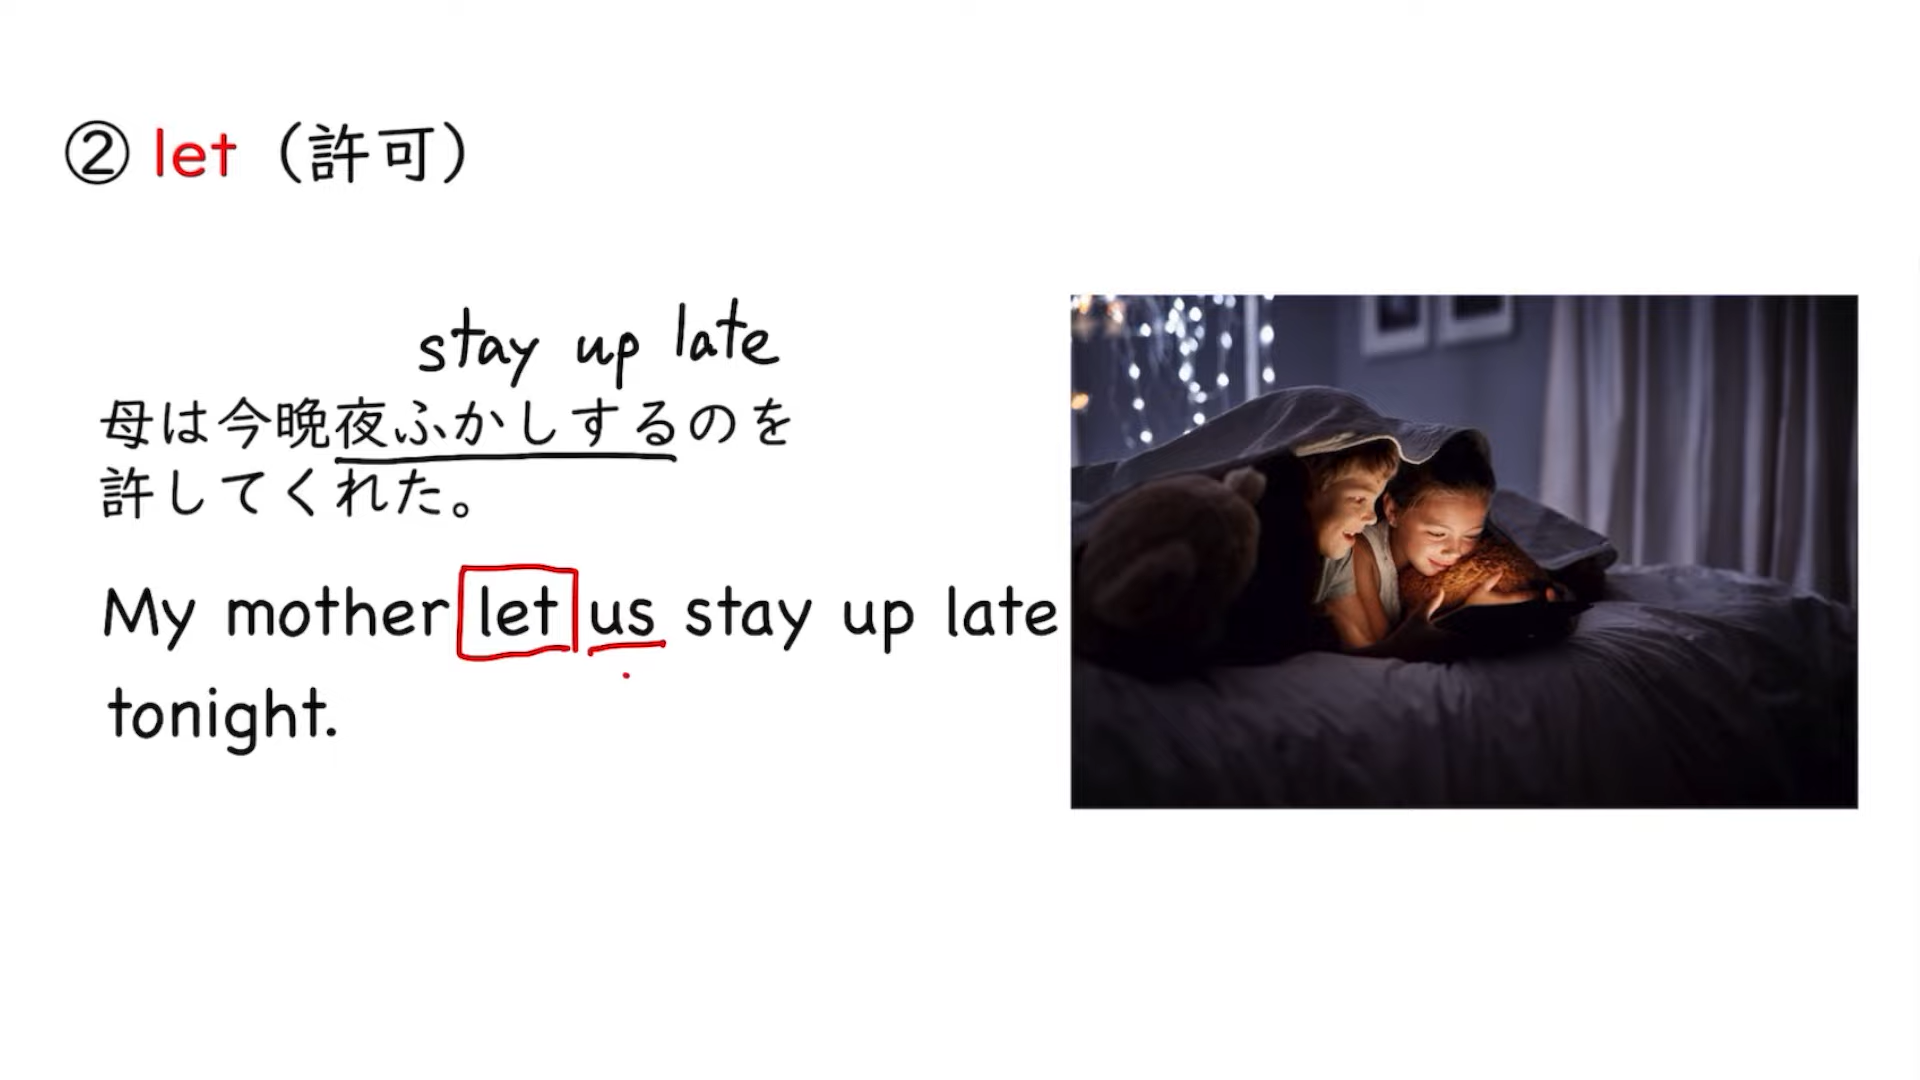 ② let（許可）
stay up late
母は今晩夜ふかしするのを
許してくれた。
My mother let us stay up late
tonight.